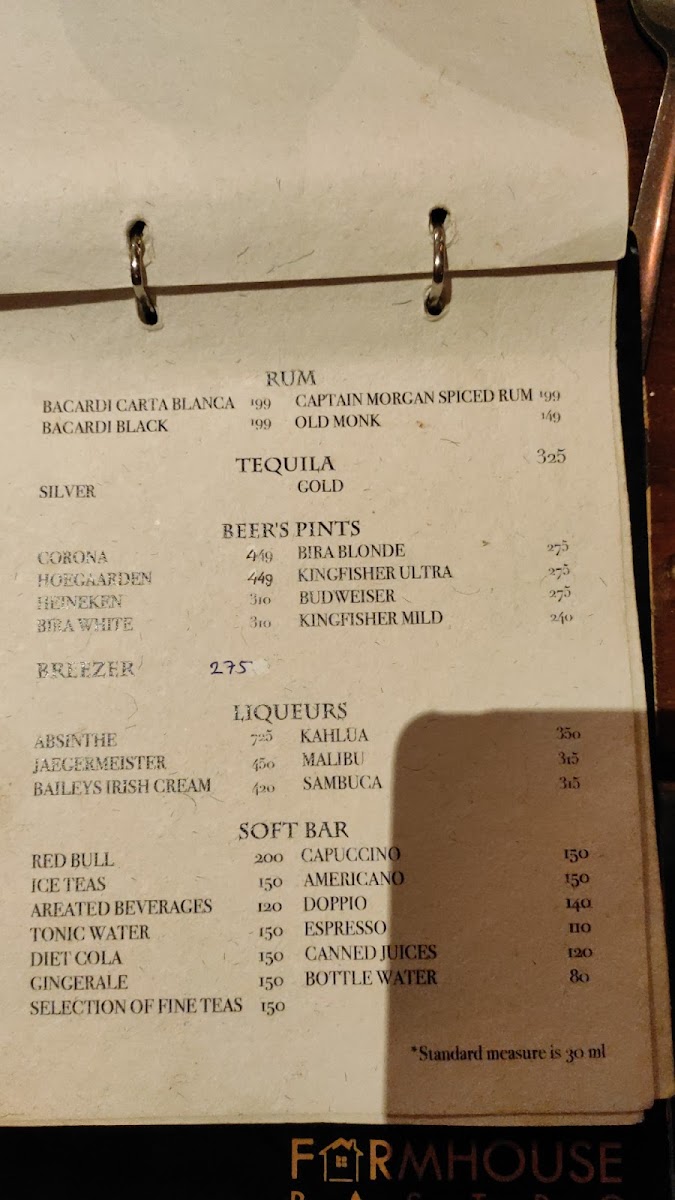 RUM
BACARDI CARTA BLANCA 199 CAPTAIN MORGAN SPICED RUM 199
BACARDI BLACK 199 OLD MONK 149
TEQUILA 325
SILVER GOLD
BEER'S PINTS
CORONA 449 BIRA BLONDE 275
HOEGAARDEN 449 KINGFISHER ULTRA 275
HEINEKEN 310 BUDWEISER 275
BIRA WHITE 310 KINGFISHER MILD 240
BREEZER 275
LIQUEURS
ABSINTHE 725 KAHLUA 350
JAEGERMEISTER 450 MALIBU 315
BAILEYS IRISH CREAM 420 SAMBUCA 315
SOFT BAR
RED BULL 200 CAPUCCINO 150
ICE TEAS 150 AMERICANO 150
AREATED BEVERAGES 120 DOPPIO 140
TONIC WATER 150 ESPRESSO 110
DIET COLA 150 CANNED JUICES 120
GINGERALE 150 BOTTLE WATER 80
SELECTION OF FINE TEAS 150
*Standard measure is 30 ml
FARMHOUSE